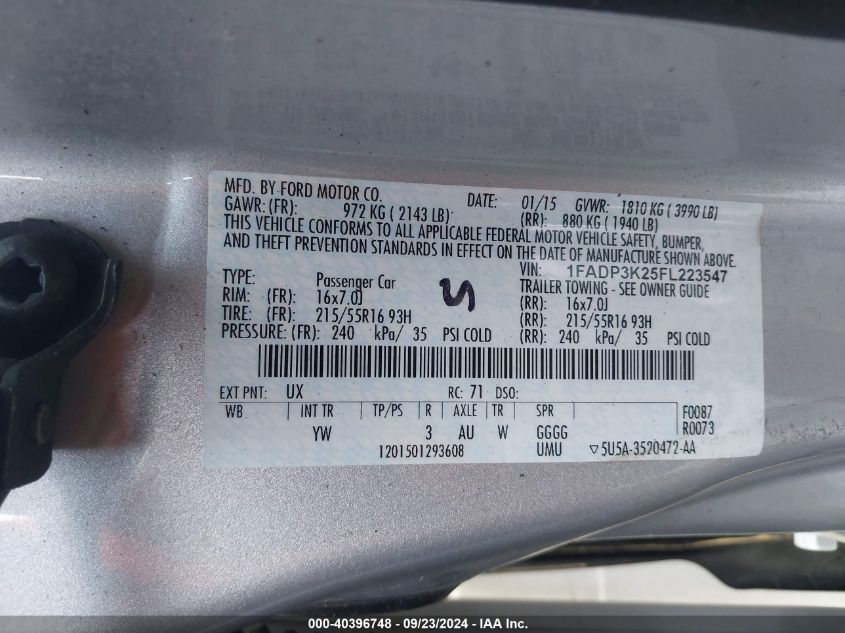 MFD. BY FORD MOTOR CO.
DATE: 01/15 GVWR: 1810 KG ( 3990 LB)
GAWR: (FR): 972 KG ( 2143 LB) (RR): 880 KG ( 1940 LB)
THIS VEHICLE CONFORMS TO ALL APPLICABLE FEDERAL MOTOR VEHICLE SAFETY, BUMPER,
AND THEFT PREVENTION STANDARDS IN EFFECT ON THE DATE OF MANUFACTURE SHOWN ABOVE.
VIN: 1FADP3K25FL223547
TYPE: Passenger Car TRAILER TOWING - SEE OWNER GUIDE
RIM: (FR): 16x7.0J (RR): 16x7.0J
TIRE: (FR): 215/55R16 93H (RR): 215/55R16 93H
PRESSURE: (FR): 240 kPa/ 35 PSI COLD (RR): 240 kPa/ 35 PSI COLD
EXT PNT: UX RC: 71 DSO:
WB INT TR TP/PS R AXLE TR SPR F0087
YW 3 AU W GGGG R0073
1201501293608 UMU ▽5U5A-3520472-AA
000-40396748 - 09/23/2024 - IAA Inc.